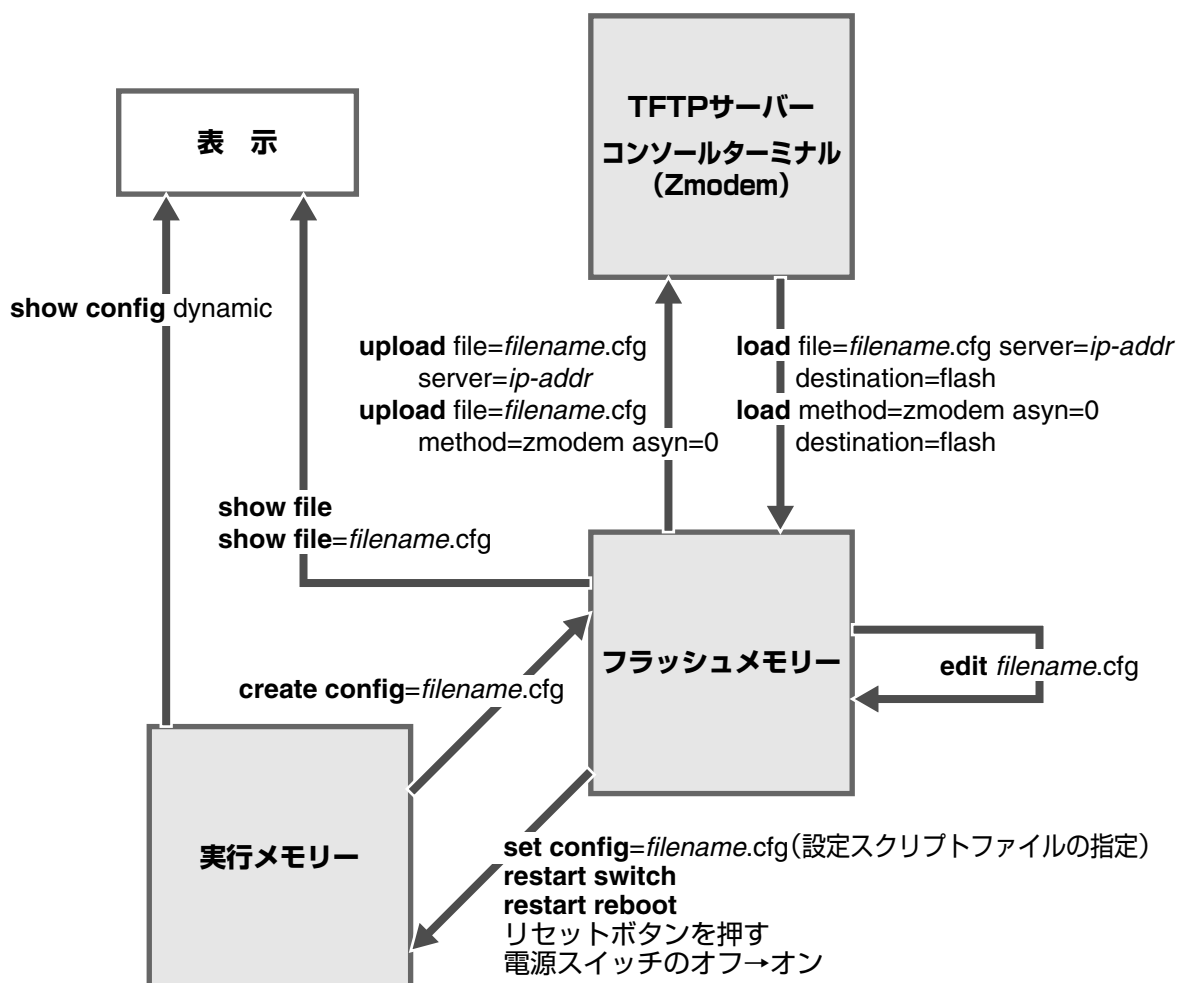 TFTPサーバー
コンソールターミナル
（Zmodem）
表　示
show config dynamic
upload file=filename.cfg
server=ip-addr
upload file=filename.cfg
method=zmodem asyn=0
load file=filename.cfg server=ip-addr
destination=flash
load method=zmodem asyn=0
destination=flash
show file
show file=filename.cfg
フラッシュメモリー
edit filename.cfg
create config=filename.cfg
実行メモリー
set config=filename.cfg（設定スクリプトファイルの指定）
restart switch
restart reboot
リセットボタンを押す
電源スイッチのオフ→オン